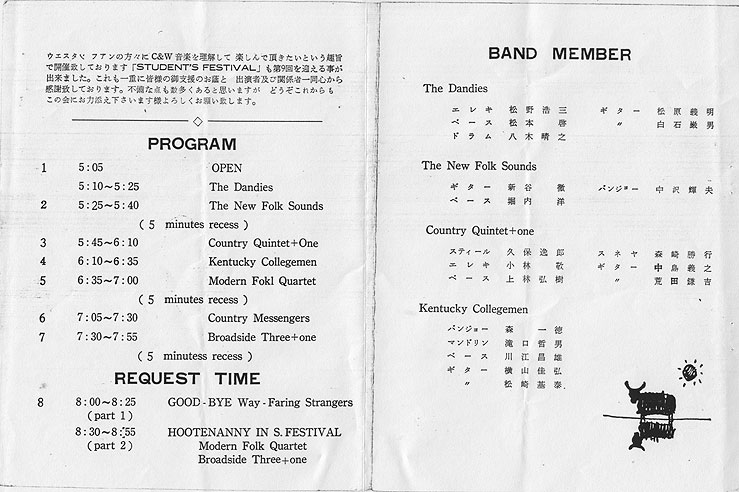 ウエスタン フアンの方々に C&W 音楽を理解して 楽しんで頂きたいという趣旨
で開催致しております「STUDENT'S FESTIVAL」も第9回を迎える事が
出来ました。これも一重に皆様の御支援のお蔭と 出演者及び関係者一同心から
感謝致しております。不備な点も数多くあると思いますが どうぞこれからも
この会にお力添え下さいます様よろしくお願い致します。
PROGRAM
1 5:05 OPEN
5:10〜5:25 The Dandies
2 5:25〜5:40 The New Folk Sounds
( 5 minutes recess )
3 5:45〜6:10 Country Quintet+One
4 6:10〜6:35 Kentucky Collegemen
5 6:35〜7:00 Modern Fokl Quartet
( 5 minutes recess )
6 7:05〜7:30 Country Messengers
7 7:30〜7:55 Broadside Three+one
( 5 minutess recess )
REQUEST TIME
8 8:00〜8:25 GOOD-BYE Way-Faring Strangers
(part 1)
8:30〜8:55 HOOTENANNY IN S. FESTIVAL
(part 2) Modern Folk Quartet
Broadside Three+one
BAND MEMBER
The Dandies
エレキ 松野浩三 ギター 松原義明
ベース 松本啓 〃 白石巌男
ドラム 八木晴之
The New Folk Sounds
ギター 新谷徹 バンジョー 中沢輝夫
ベース 堀内洋
Country Quintet+one
スティール 久保逸郎 スネヤ 森崎勝行
エレキ 小林敬 ギター 中島義之
ベース 上林弘樹 〃 荒田鎌吉
Kentucky Collegemen
バンジョー 森一徳
マンドリン 滝口哲男
ベース 川江昌雄
ギター 横山佳弘
〃 松崎基泰